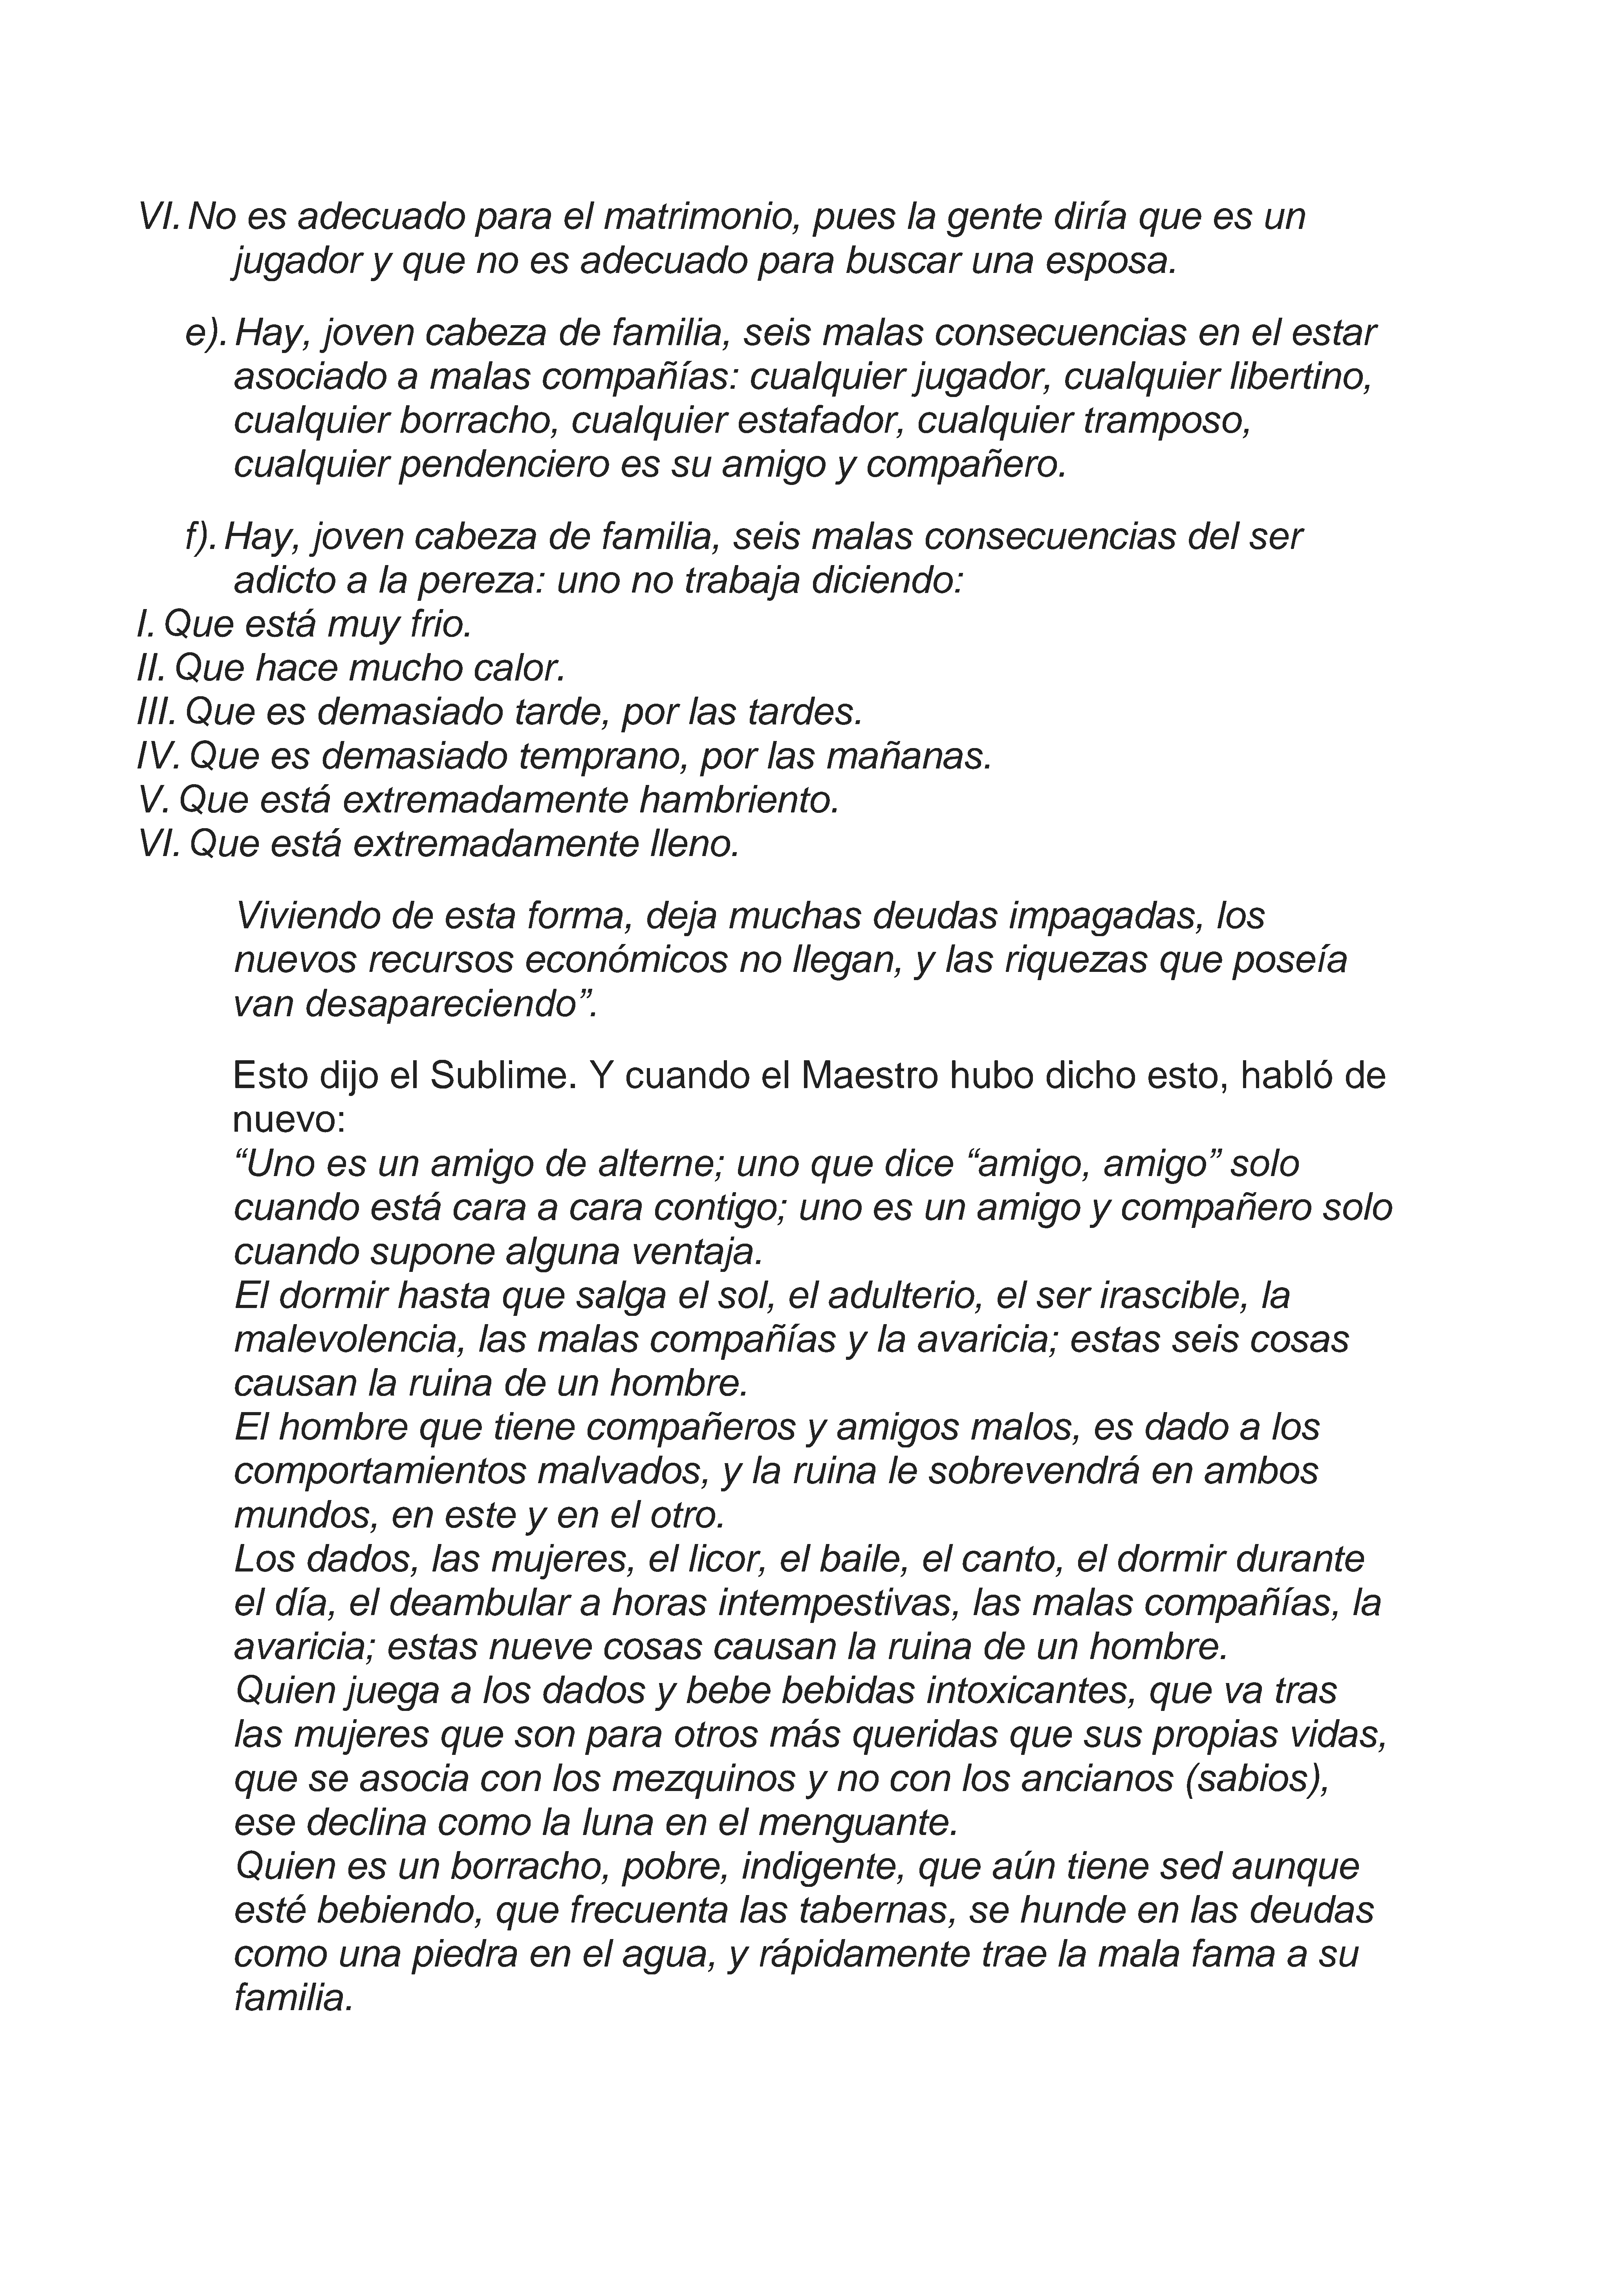 VI. No es adecuado para el matrimonio, pues la gente diría que es un
jugador y que no es adecuado para buscar una esposa.
e). Hay, joven cabeza de familia, seis malas consecuencias en el estar
asociado a malas compañías: cualquier jugador, cualquier libertino,
cualquier borracho, cualquier estafador, cualquier tramposo,
cualquier pendenciero es su amigo y compañero.
f). Hay, joven cabeza de familia, seis malas consecuencias del ser
adicto a la pereza: uno no trabaja diciendo:
I. Que está muy frio.
II. Que hace mucho calor.
III. Que es demasiado tarde, por las tardes.
IV. Que es demasiado temprano, por las mañanas.
V. Que está extremadamente hambriento.
VI. Que está extremadamente lleno.
Viviendo de esta forma, deja muchas deudas impagadas, los
nuevos recursos económicos no llegan, y las riquezas que poseía
van desapareciendo”.
Esto dijo el Sublime. Y cuando el Maestro hubo dicho esto, habló de
nuevo:
“Uno es un amigo de alterne; uno que dice “amigo, amigo” solo
cuando está cara a cara contigo; uno es un amigo y compañero solo
cuando supone alguna ventaja.
El dormir hasta que salga el sol, el adulterio, el ser irascible, la
malevolencia, las malas compañías y la avaricia; estas seis cosas
causan la ruina de un hombre.
El hombre que tiene compañeros y amigos malos, es dado a los
comportamientos malvados, y la ruina le sobrevendrá en ambos
mundos, en este y en el otro.
Los dados, las mujeres, el licor, el baile, el canto, el dormir durante
el día, el deambular a horas intempestivas, las malas compañías, la
avaricia; estas nueve cosas causan la ruina de un hombre.
Quien juega a los dados y bebe bebidas intoxicantes, que va tras
las mujeres que son para otros más queridas que sus propias vidas,
que se asocia con los mezquinos y no con los ancianos (sabios),
ese declina como la luna en el menguante.
Quien es un borracho, pobre, indigente, que aún tiene sed aunque
esté bebiendo, que frecuenta las tabernas, se hunde en las deudas
como una piedra en el agua, y rápidamente trae la mala fama a su
familia.